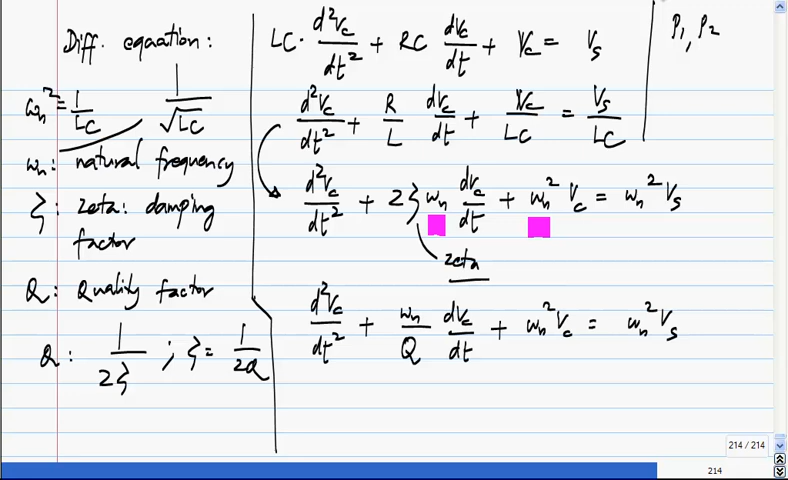 Diff. eqaation:
ωn² = 1/LC   1/√LC
ωn: natural frequency
ζ: zeta: damping
factor
Q: Quality factor
Q: 1/2ζ ; ζ = 1/2Q
LC · d²Vc/dt² + RC dVc/dt + Vc = Vs
d²Vc/dt² + R/L dVc/dt + Vc/LC = Vs/LC
d²Vc/dt² + 2ζ ωn dVc/dt + ωn² Vc = ωn² Vs
zeta
d²Vc/dt² + ωn/Q dVc/dt + ωn² Vc = ωn² Vs
P1, P2
214 / 214
214